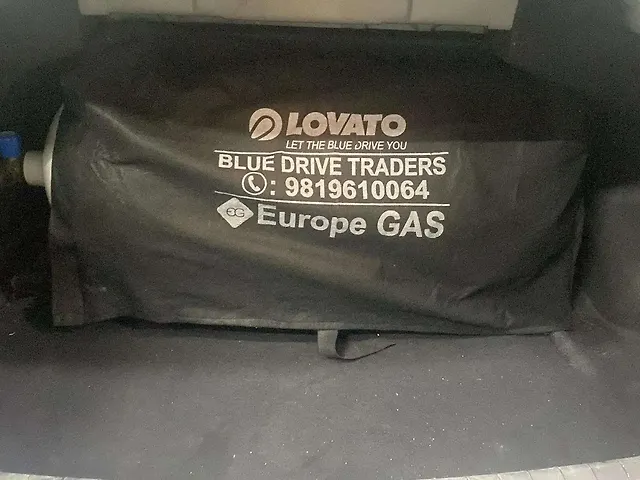 LOVATO
LET THE BLUE DRIVE YOU
BLUE DRIVE TRADERS
: 9819610064
EG Europe GAS